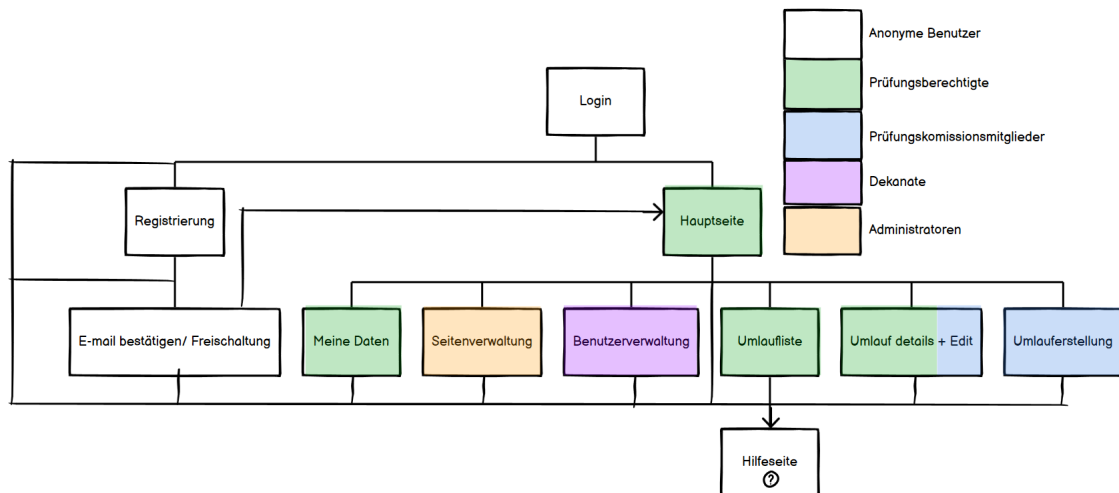 Anonyme Benutzer
Prüfungsberechtigte
Login
Prüfungskomissionsmitglieder
Dekanate
Registrierung
Hauptseite
Administratoren
E-mail bestätigen/ Freischaltung
Meine Daten
Seitenverwaltung
Benutzerverwaltung
Umlaufliste
Umlauf details + Edit
Umlauferstellung
Hilfeseite
?